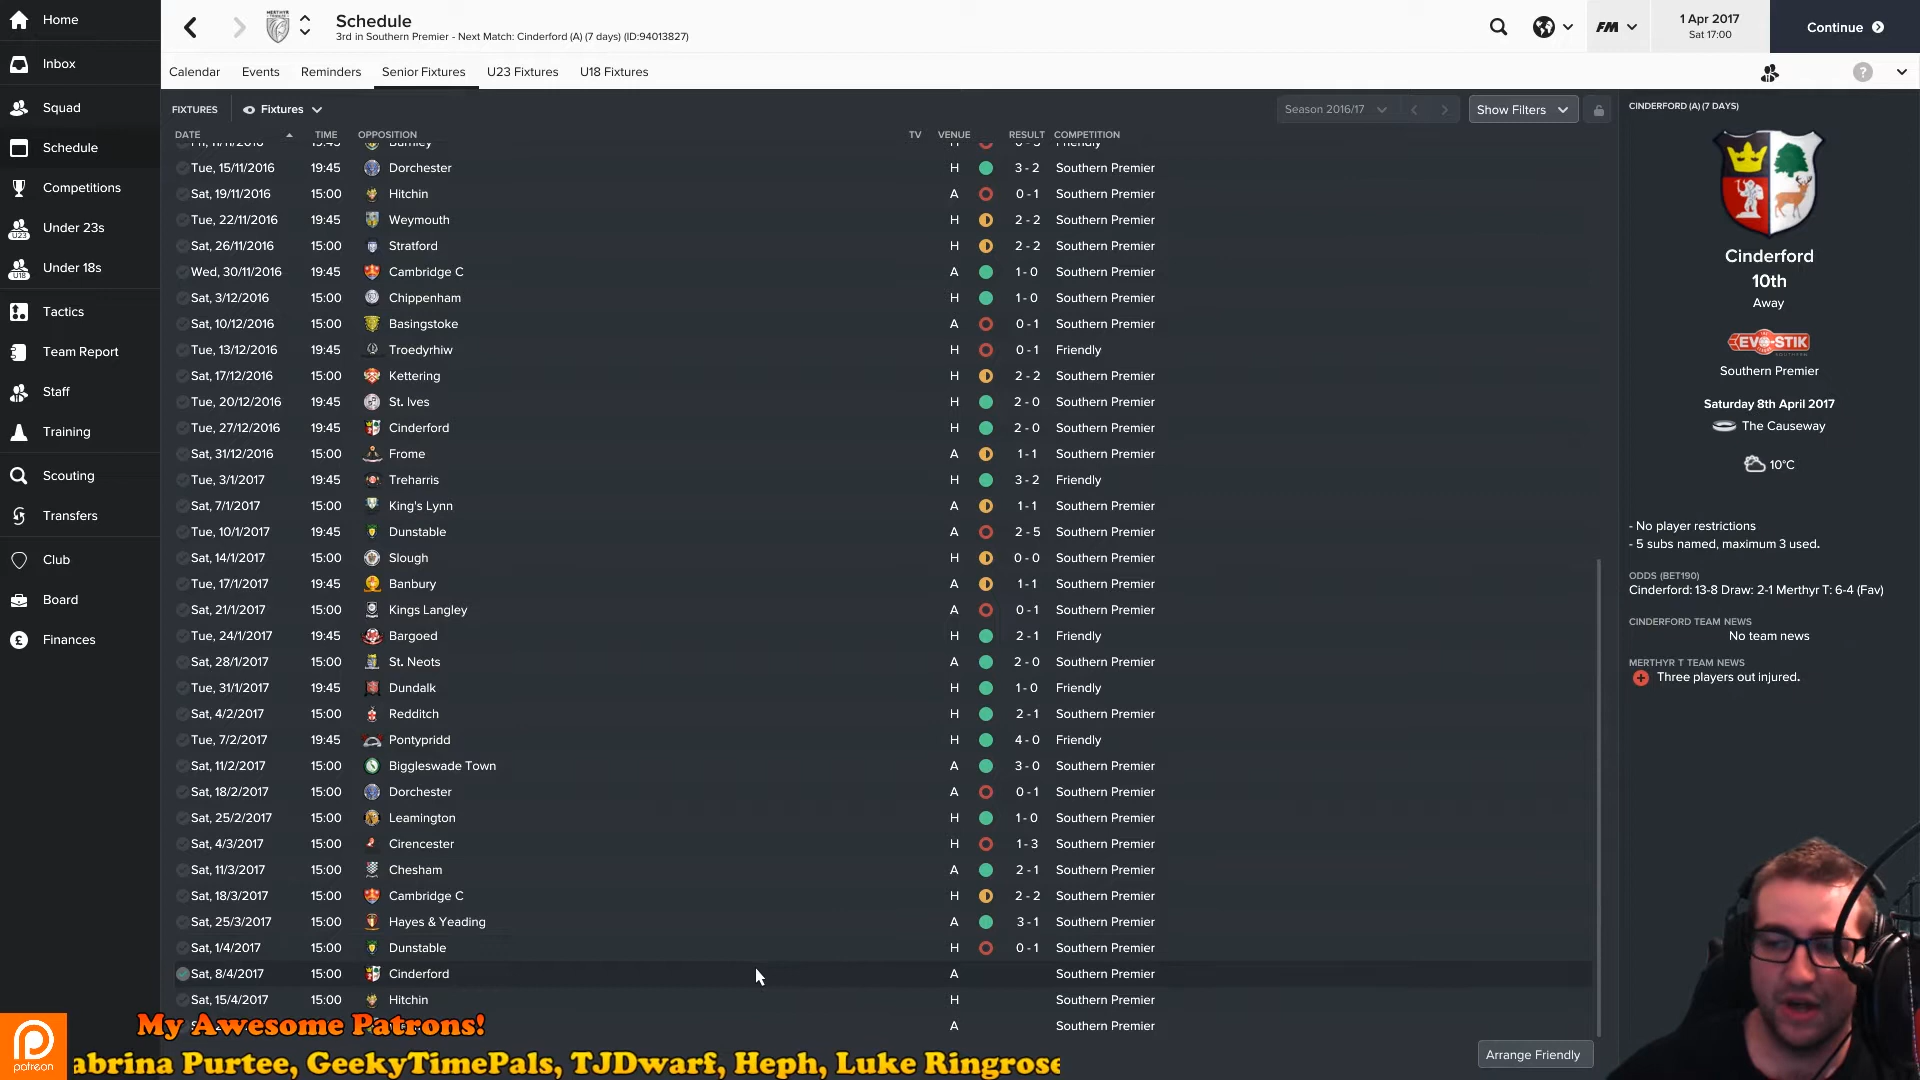 Home
Inbox
Squad
Schedule
Competitions
Under 23s
Under 18s
Tactics
Team Report
Staff
Training
Scouting
Transfers
Club
Board
Finances
Schedule
3rd in Southern Premier - Next Match: Cinderford (A) (7 days) (ID:94013827)
FM
1 Apr 2017
Sat 17:00
Continue
Calendar Events Reminders Senior Fixtures U23 Fixtures U18 Fixtures
FIXTURES Fixtures Season 2016/17 Show Filters
DATE TIME OPPOSITION TV VENUE RESULT COMPETITION
Fri, 11/11/2016 19:45 Burnley H Friendly
Tue, 15/11/2016 19:45 Dorchester H 3 - 2 Southern Premier
Sat, 19/11/2016 15:00 Hitchin A 0 - 1 Southern Premier
Tue, 22/11/2016 19:45 Weymouth H 2 - 2 Southern Premier
Sat, 26/11/2016 15:00 Stratford H 2 - 2 Southern Premier
Wed, 30/11/2016 19:45 Cambridge C A 1 - 0 Southern Premier
Sat, 3/12/2016 15:00 Chippenham H 1 - 0 Southern Premier
Sat, 10/12/2016 15:00 Basingstoke A 0 - 1 Southern Premier
Tue, 13/12/2016 19:45 Troedyrhiw H 0 - 1 Friendly
Sat, 17/12/2016 15:00 Kettering H 2 - 2 Southern Premier
Tue, 20/12/2016 19:45 St. Ives H 2 - 0 Southern Premier
Tue, 27/12/2016 19:45 Cinderford H 2 - 0 Southern Premier
Sat, 31/12/2016 15:00 Frome A 1 - 1 Southern Premier
Tue, 3/1/2017 19:45 Treharris H 3 - 2 Friendly
Sat, 7/1/2017 15:00 King's Lynn A 1 - 1 Southern Premier
Tue, 10/1/2017 19:45 Dunstable A 2 - 5 Southern Premier
Sat, 14/1/2017 15:00 Slough H 0 - 0 Southern Premier
Tue, 17/1/2017 19:45 Banbury A 1 - 1 Southern Premier
Sat, 21/1/2017 15:00 Kings Langley A 0 - 1 Southern Premier
Tue, 24/1/2017 19:45 Bargoed H 2 - 1 Friendly
Sat, 28/1/2017 15:00 St. Neots A 2 - 0 Southern Premier
Tue, 31/1/2017 19:45 Dundalk H 1 - 0 Friendly
Sat, 4/2/2017 15:00 Redditch H 2 - 1 Southern Premier
Tue, 7/2/2017 19:45 Pontypridd H 4 - 0 Friendly
Sat, 11/2/2017 15:00 Biggleswade Town A 3 - 0 Southern Premier
Sat, 18/2/2017 15:00 Dorchester A 0 - 1 Southern Premier
Sat, 25/2/2017 15:00 Leamington H 1 - 0 Southern Premier
Sat, 4/3/2017 15:00 Cirencester H 1 - 3 Southern Premier
Sat, 11/3/2017 15:00 Chesham A 2 - 1 Southern Premier
Sat, 18/3/2017 15:00 Cambridge C H 2 - 2 Southern Premier
Sat, 25/3/2017 15:00 Hayes & Yeading A 3 - 1 Southern Premier
Sat, 1/4/2017 15:00 Dunstable H 0 - 1 Southern Premier
Sat, 8/4/2017 15:00 Cinderford A Southern Premier
Sat, 15/4/2017 15:00 Hitchin H Southern Premier
A Southern Premier
Arrange Friendly
CINDERFORD (A) (7 DAYS)
Cinderford
10th
Away
EVO-STIK
SOUTHERN
Southern Premier
Saturday 8th April 2017
The Causeway
10°C
- No player restrictions
- 5 subs named, maximum 3 used.
ODDS (BET190)
Cinderford: 13-8 Draw: 2-1 Merthyr T: 6-4 (Fav)
CINDERFORD TEAM NEWS
No team news
MERTHYR T TEAM NEWS
Three players out injured.
My Awesome Patrons!
patreon
abrina Purtee, GeekyTimePals, TJDwarf, Heph, Luke Ringrose